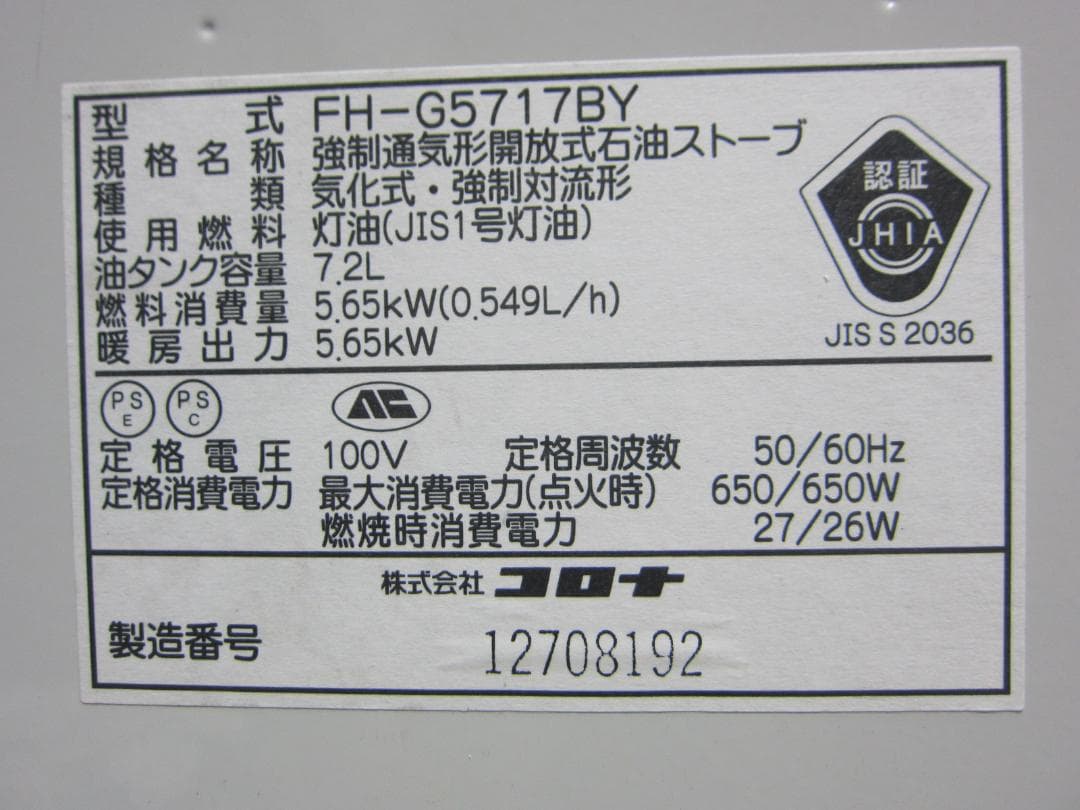 型式 FH-G5717BY
規格名称 強制通気形開放式石油ストーブ
種類 気化式・強制対流形
使用燃料 灯油(JIS1号灯油)
油タンク容量 7.2L
燃料消費量 5.65kW(0.549L/h)
暖房出力 5.65kW
認証
JHIA
JIS S 2036
PS E PS C
定格電圧 100V 定格周波数 50/60Hz
定格消費電力 最大消費電力(点火時) 650/650W
燃焼時消費電力 27/26W
株式会社 コロナ
製造番号 12708192